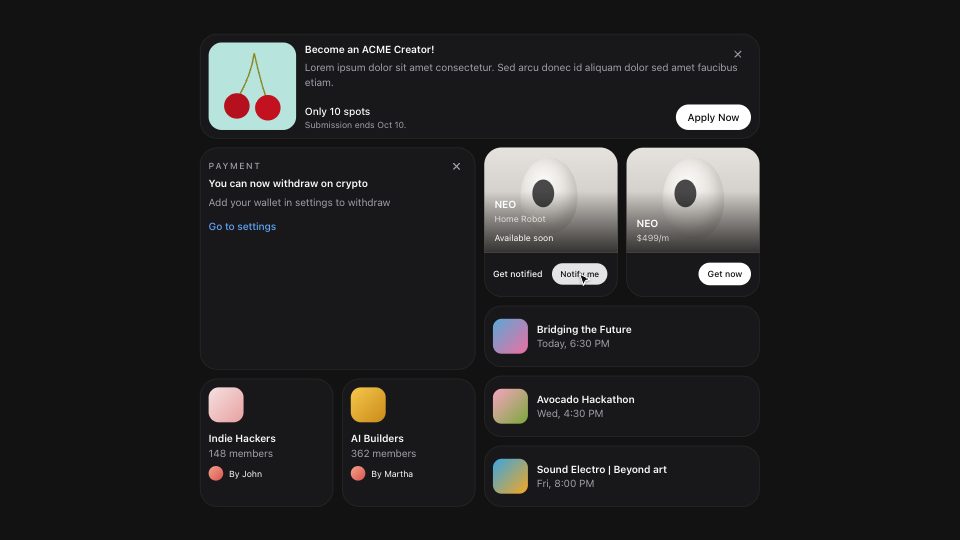 Become an ACME Creator!
Lorem ipsum dolor sit amet consectetur. Sed arcu donec id aliquam dolor sed amet faucibus
etiam.
Only 10 spots
Submission ends Oct 10.
Apply Now
PAYMENT
You can now withdraw on crypto
Add your wallet in settings to withdraw
Go to settings
NEO
Home Robot
Available soon
Get notified
Notify me
NEO
$499/m
Get now
Bridging the Future
Today, 6:30 PM
Avocado Hackathon
Wed, 4:30 PM
Sound Electro | Beyond art
Fri, 8:00 PM
Indie Hackers
148 members
By John
AI Builders
362 members
By Martha